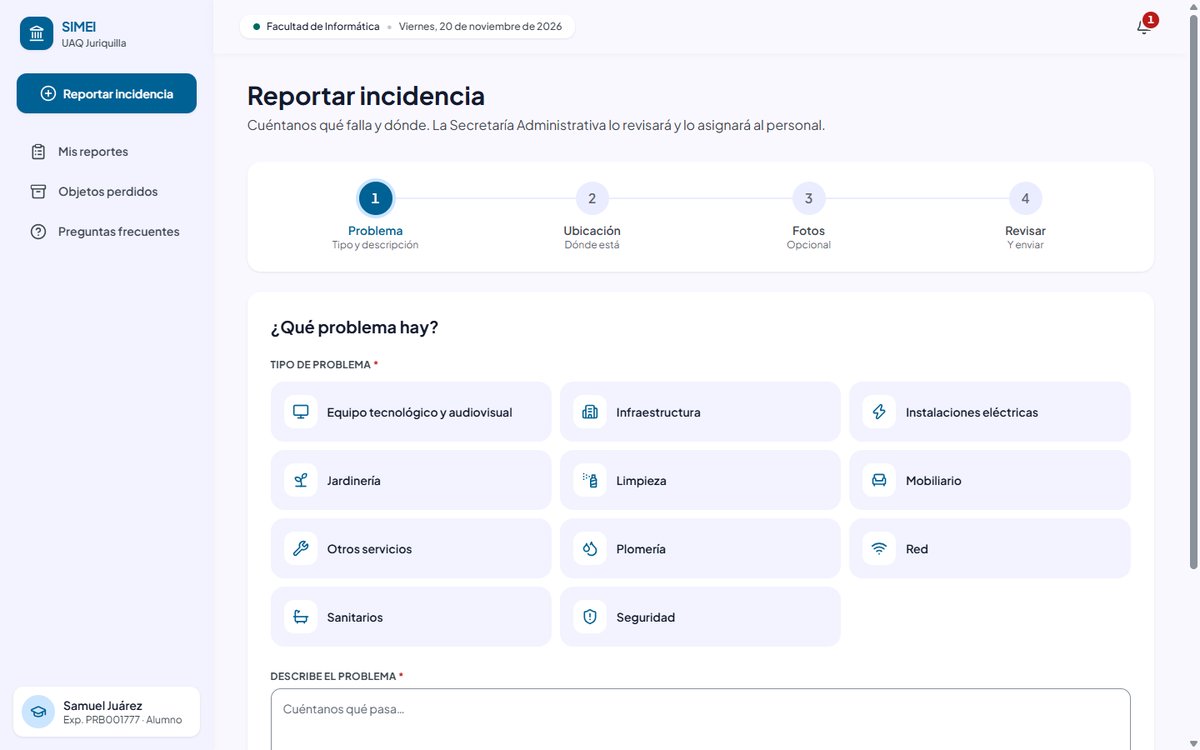 SIMEI
UAQ Juriquilla
Reportar incidencia
Mis reportes
Objetos perdidos
Preguntas frecuentes
Samuel Juárez
Exp. PRB001777 · Alumno
Facultad de Informática
Viernes, 20 de noviembre de 2026
1
Reportar incidencia
Cuéntanos qué falla y dónde. La Secretaría Administrativa lo revisará y lo asignará al personal.
1
Problema
Tipo y descripción
2
Ubicación
Dónde está
3
Fotos
Opcional
4
Revisar
Y enviar
¿Qué problema hay?
TIPO DE PROBLEMA *
Equipo tecnológico y audiovisual
Infraestructura
Instalaciones eléctricas
Jardinería
Limpieza
Mobiliario
Otros servicios
Plomería
Red
Sanitarios
Seguridad
DESCRIBE EL PROBLEMA *
Cuéntanos qué pasa...